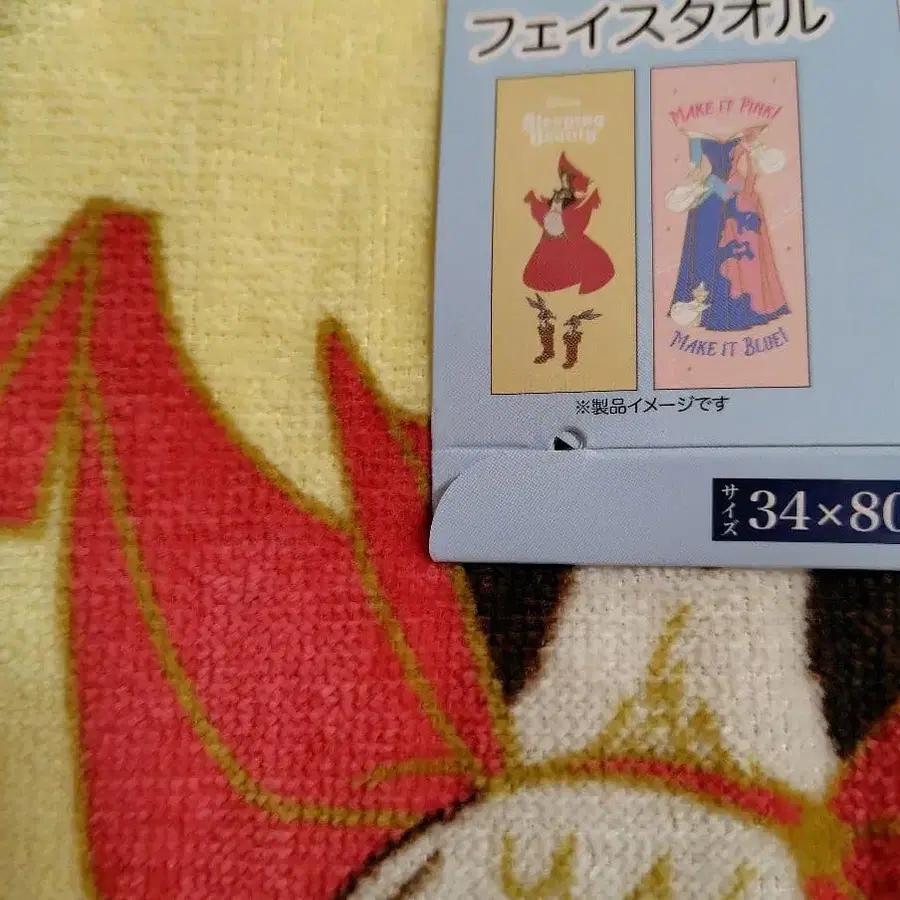 フェイスタオル
Sleeping
Beauty
MAKE IT PINK!
MAKE IT BLUE!
※製品イメージです
サイズ 34×80